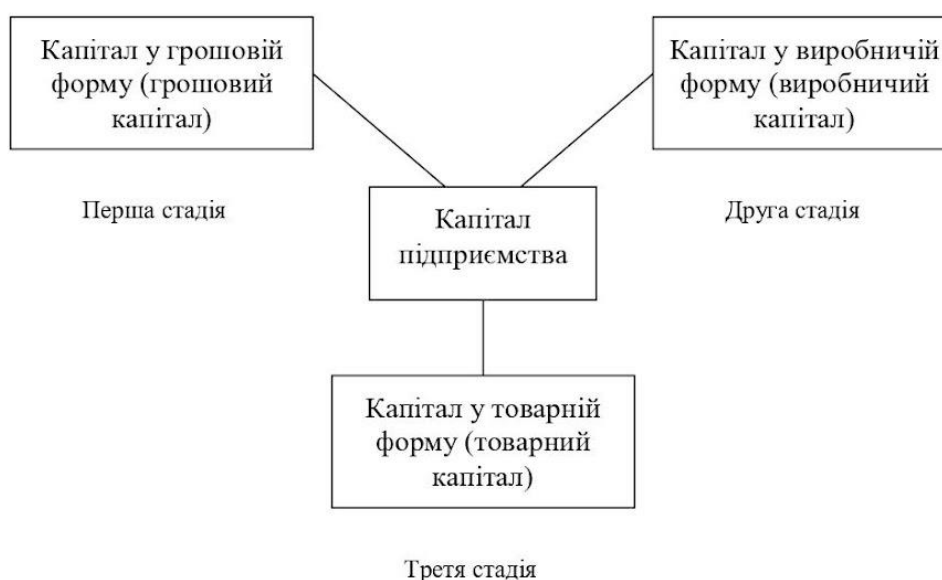 Капітал у грошовій
форму (грошовий
капітал)
Капітал у виробничій
форму (виробничий
капітал)
Перша стадія
Друга стадія
Капітал
підприємства
Капітал у товарній
форму (товарний
капітал)
Третя стадія